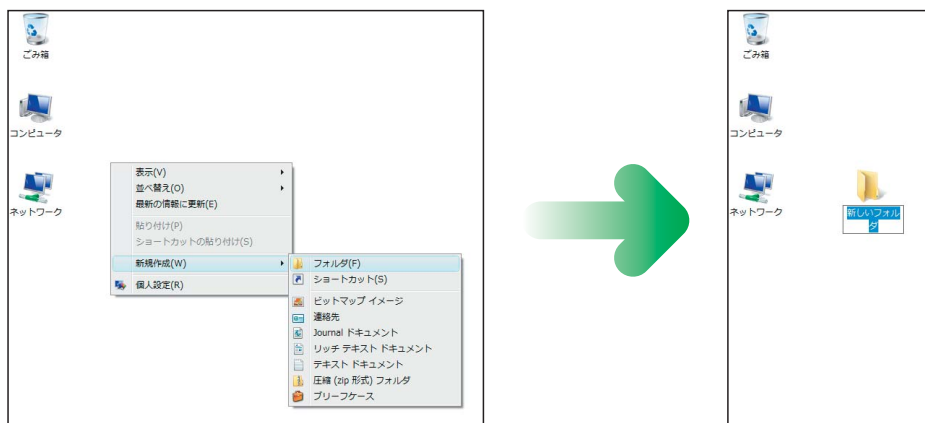 ごみ箱
コンピュータ
ネットワーク
表示(V)
並べ替え(O)
最新の情報に更新(E)
貼り付け(P)
ショートカットの貼り付け(S)
新規作成(W)
個人設定(R)
フォルダ(F)
ショートカット(S)
ビットマップ イメージ
連絡先
Journal ドキュメント
リッチ テキスト ドキュメント
テキスト ドキュメント
圧縮 (zip 形式) フォルダ
ブリーフケース
ごみ箱
コンピュータ
ネットワーク
新しいフォル
ダ